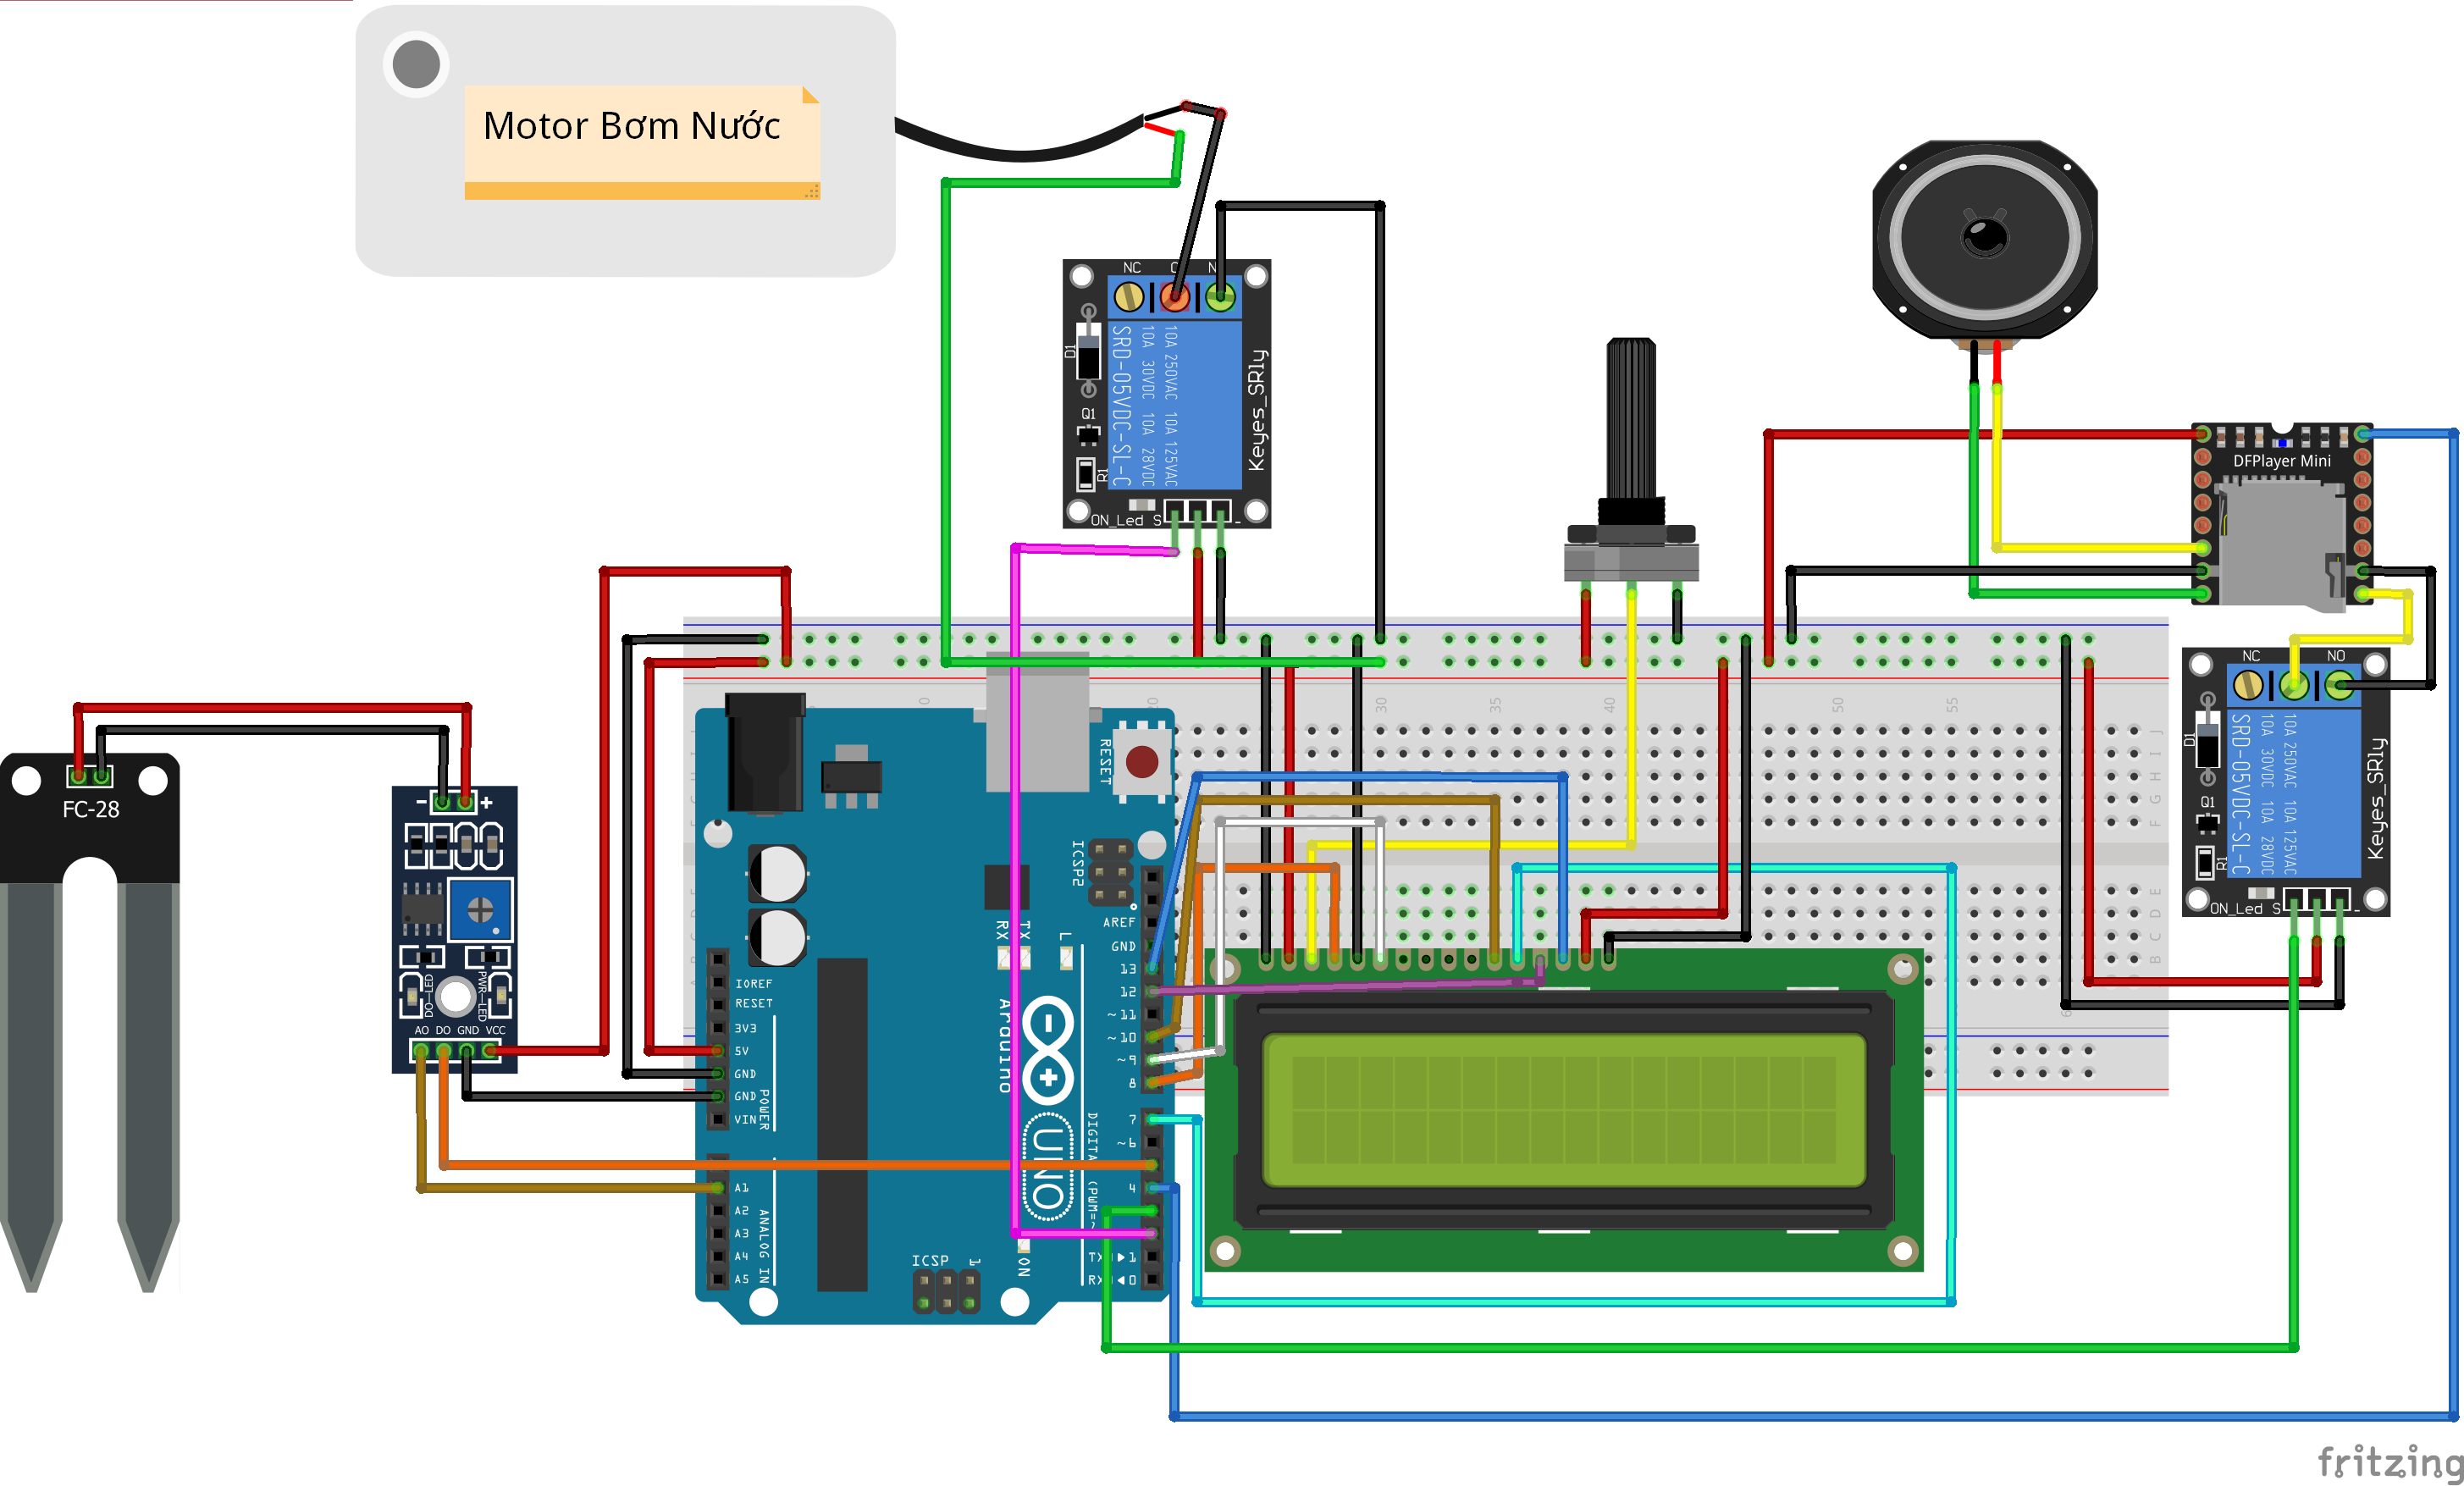 Motor Bơm Nước
NC
D1
Q1
R1
SRD-05VDC-SL-C
10A 30VDC 10A 28VDC
10A 250VAC 10A 125VAC
Keyes_SRly
ON_Led S
-
DFPlayer Mini
NC
NO
D1
Q1
R1
SRD-05VDC-SL-C
10A 30VDC 10A 28VDC
10A 250VAC 10A 125VAC
Keyes_SRly
ON_Led S
-
FC-28
- +
DO-LED
PWR-LED
AO DO GND VCC
RESET
ICSP2
AREF
GND
13
12
~11
~10
~9
8
7
~6
4
TX 1
RX 0
TX
RX
L
IOREF
RESET
3V3
5V
GND
GND
VIN
POWER
A1
A2
A3
A4
A5
ANALOG IN
Arduino
UNO
ICSP
1
ON
30
35
40
50
55
J
I
H
G
F
E
D
C
B
fritzing